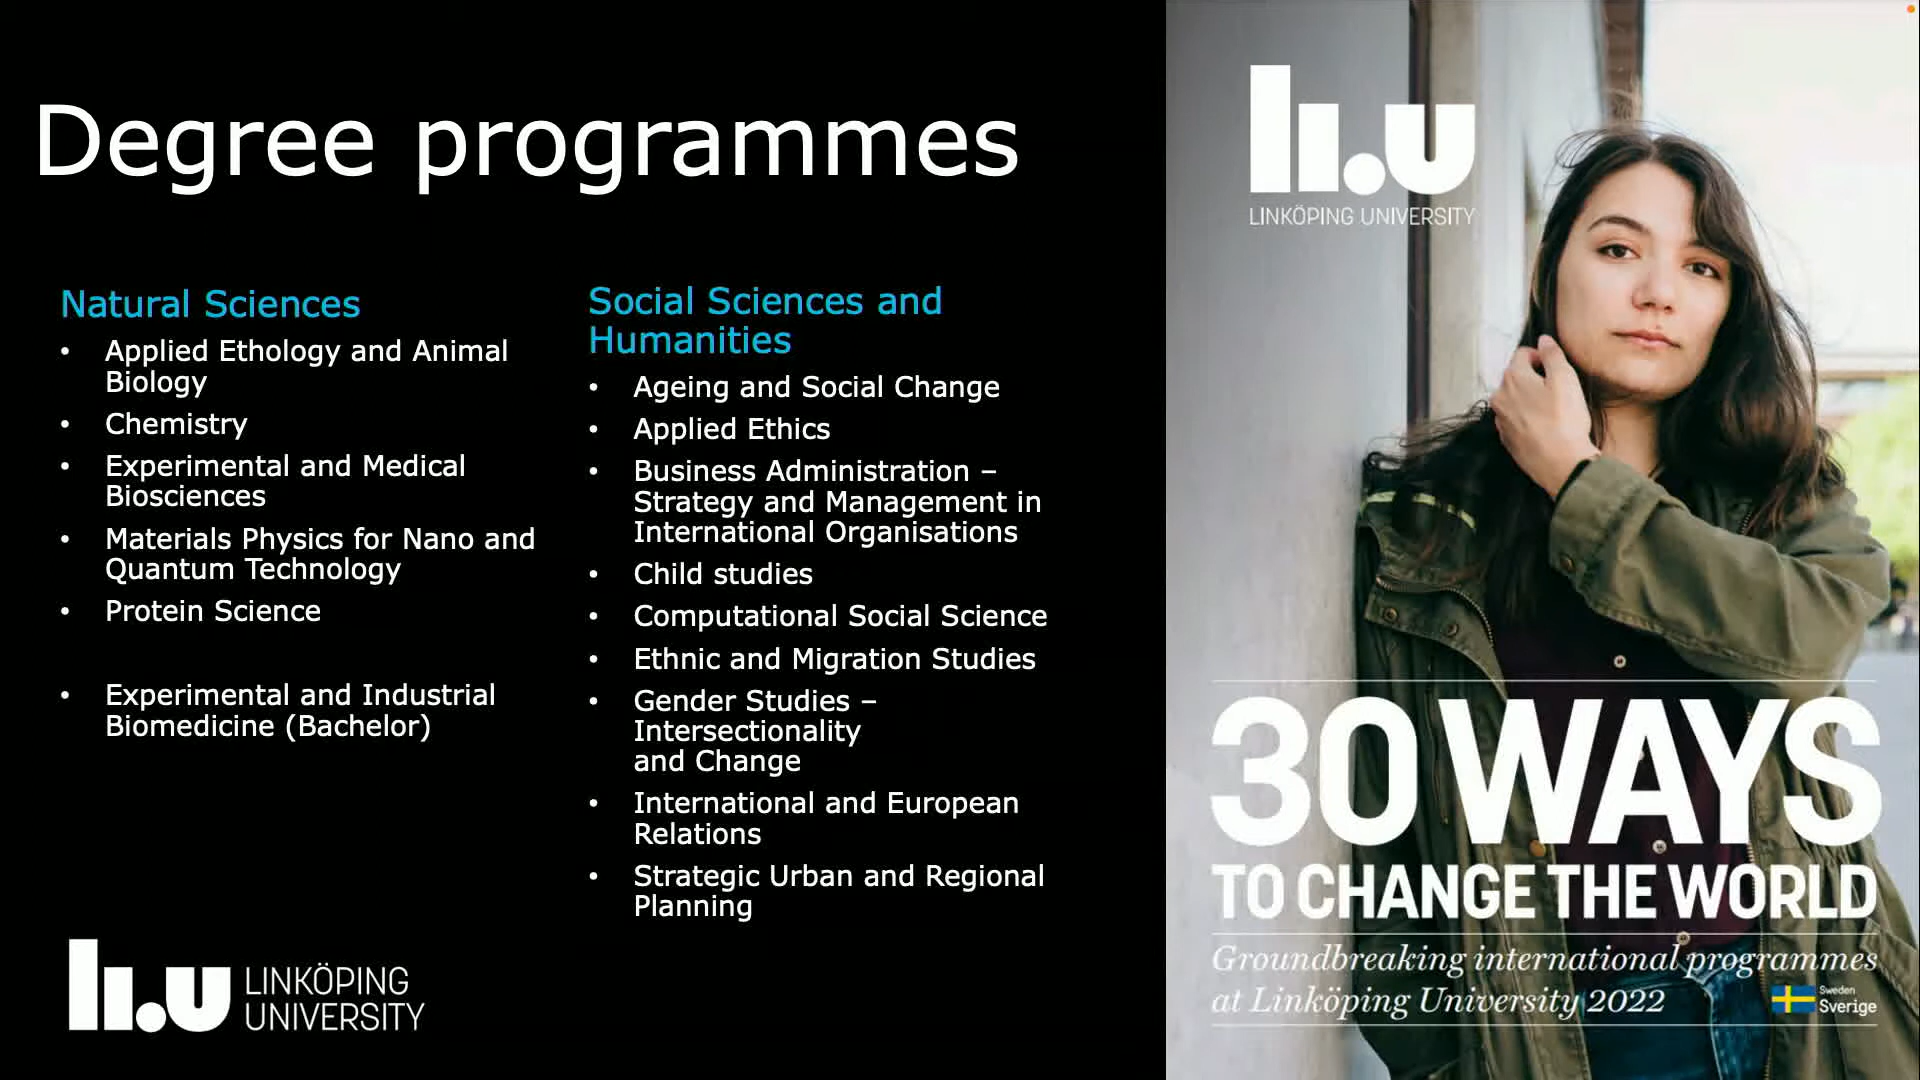 Degree programmes
Natural Sciences
• Applied Ethology and Animal
Biology
• Chemistry
• Experimental and Medical
Biosciences
• Materials Physics for Nano and
Quantum Technology
• Protein Science
• Experimental and Industrial
Biomedicine (Bachelor)
Social Sciences and
Humanities
• Ageing and Social Change
• Applied Ethics
• Business Administration –
Strategy and Management in
International Organisations
• Child studies
• Computational Social Science
• Ethnic and Migration Studies
• Gender Studies –
Intersectionality
and Change
• International and European
Relations
• Strategic Urban and Regional
Planning
li.u
LINKÖPING
UNIVERSITY
li.u
LINKÖPING UNIVERSITY
30 WAYS
TO CHANGE THE WORLD
Groundbreaking international programmes
at Linköping University 2022
Sweden
Sverige